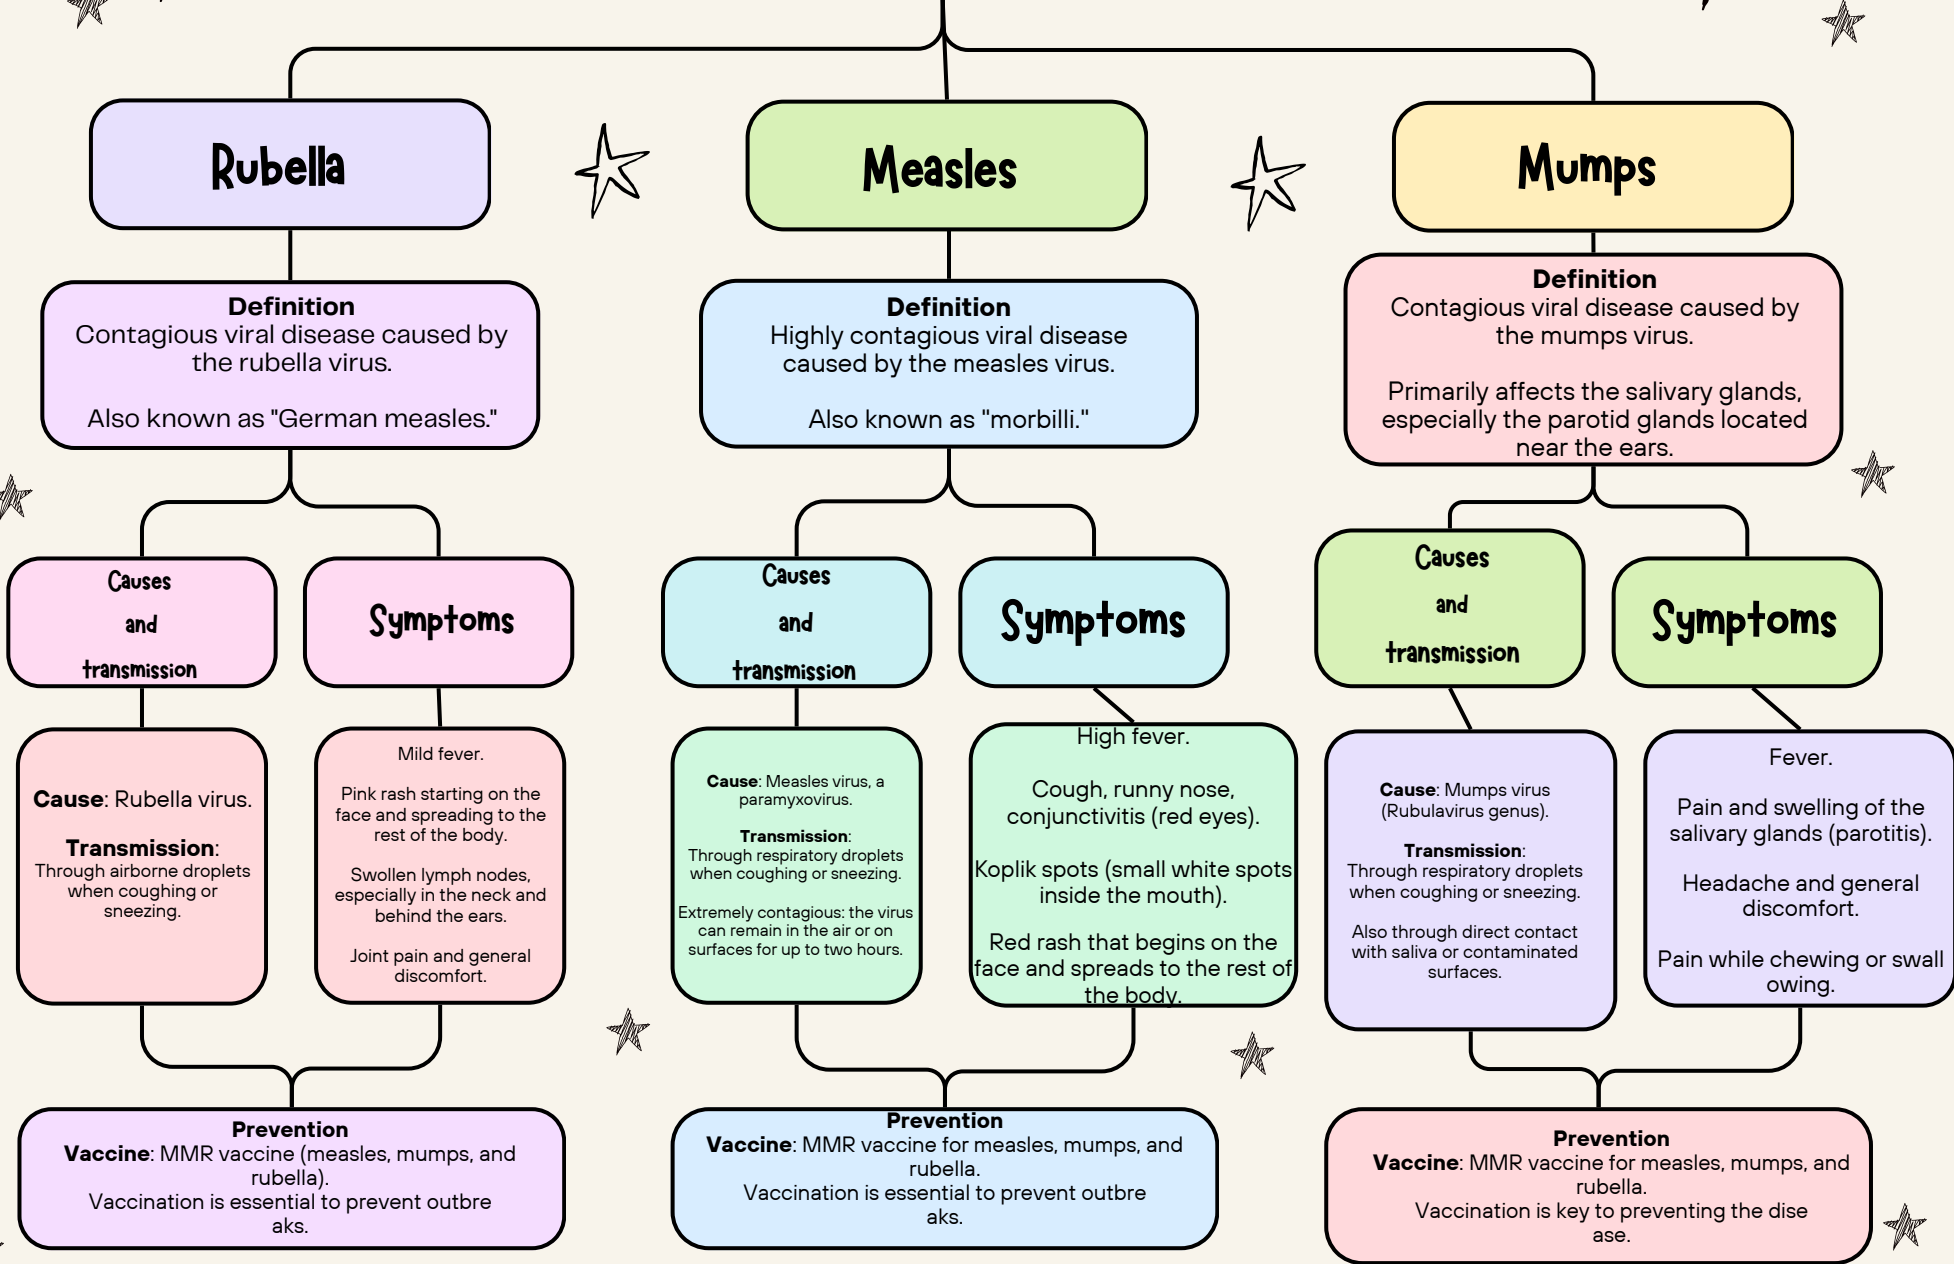 Rubella
Measles
Mumps
Definition
Contagious viral disease caused by
the rubella virus.
Also known as "German measles."
Definition
Highly contagious viral disease
caused by the measles virus.
Also known as "morbilli."
Definition
Contagious viral disease caused by
the mumps virus.
Primarily affects the salivary glands,
especially the parotid glands located
near the ears.
Causes
and
transmission
Symptoms
Causes
and
transmission
Symptoms
Causes
and
transmission
Symptoms
Cause: Rubella virus.
Transmission:
Through airborne droplets
when coughing or
sneezing.
Mild fever.
Pink rash starting on the
face and spreading to the
rest of the body.
Swollen lymph nodes,
especially in the neck and
behind the ears.
Joint pain and general
discomfort.
Cause: Measles virus, a
paramyxovirus.
Transmission:
Through respiratory droplets
when coughing or sneezing.
Extremely contagious: the virus
can remain in the air or on
surfaces for up to two hours.
High fever.
Cough, runny nose,
conjunctivitis (red eyes).
Koplik spots (small white spots
inside the mouth).
Red rash that begins on the
face and spreads to the rest of
the body.
Cause: Mumps virus
(Rubulavirus genus).
Transmission:
Through respiratory droplets
when coughing or sneezing.
Also through direct contact
with saliva or contaminated
surfaces.
Fever.
Pain and swelling of the
salivary glands (parotitis).
Headache and general
discomfort.
Pain while chewing or swall
owing.
Prevention
Vaccine: MMR vaccine (measles, mumps, and
rubella).
Vaccination is essential to prevent outbre
aks.
Prevention
Vaccine: MMR vaccine for measles, mumps, and
rubella.
Vaccination is essential to prevent outbre
aks.
Prevention
Vaccine: MMR vaccine for measles, mumps, and
rubella.
Vaccination is key to preventing the dise
ase.